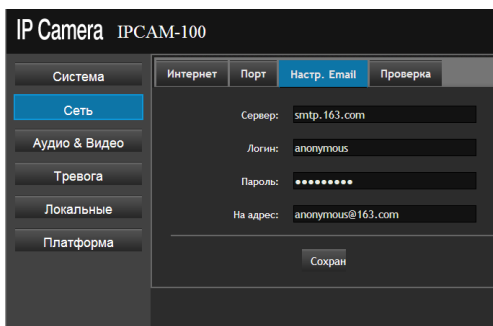 IP Camera IPCAM-100
Система
Сеть
Аудио & Видео
Тревога
Локальные
Платформа
Интернет Порт Настр. Email Проверка
Сервер: smtp.163.com
Логин: anonymous
Пароль: •••••••••
На адрес: anonymous@163.com
Сохран